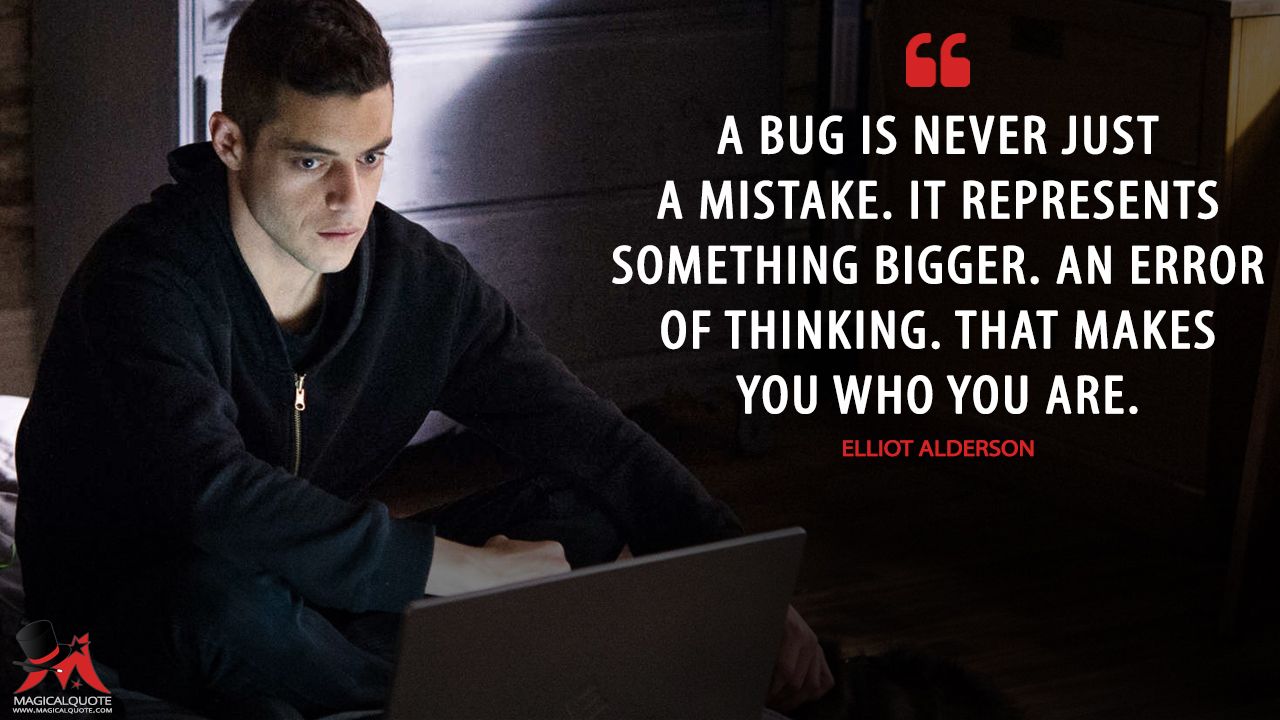 A BUG IS NEVER JUST
A MISTAKE. IT REPRESENTS
SOMETHING BIGGER. AN ERROR
OF THINKING. THAT MAKES
YOU WHO YOU ARE.
ELLIOT ALDERSON
MAGICALQUOTE
WWW.MAGICALQUOTE.COM